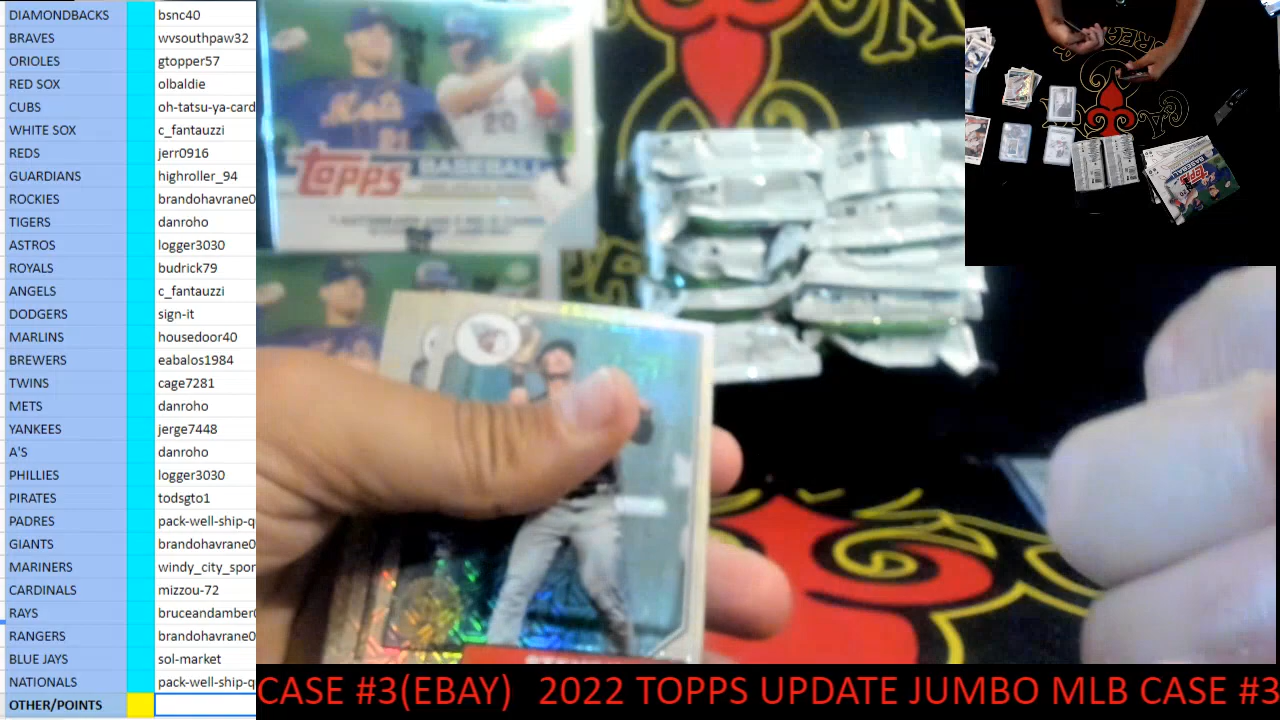 DIAMONDBACKS bsnc40
BRAVES wvsouthpaw32
ORIOLES gtopper57
RED SOX olbaldie
CUBS oh-tatsu-ya-card
WHITE SOX c_fantauzzi
REDS jerr0916
GUARDIANS highroller_94
ROCKIES brandohavrane0
TIGERS danroho
ASTROS logger3030
ROYALS budrick79
ANGELS c_fantauzzi
DODGERS sign-it
MARLINS housedoor40
BREWERS eabalos1984
TWINS cage7281
METS danroho
YANKEES jerge7448
A'S danroho
PHILLIES logger3030
PIRATES todsgto1
PADRES pack-well-ship-q
GIANTS brandohavrane0
MARINERS windy_city_spor
CARDINALS mizzou-72
RAYS bruceandamber
RANGERS brandohavrane0
BLUE JAYS sol-market
NATIONALS pack-well-ship-q
OTHER/POINTS
Mets
20
Topps BASEBALL
CASE #3(EBAY) 2022 TOPPS UPDATE JUMBO MLB CASE #3